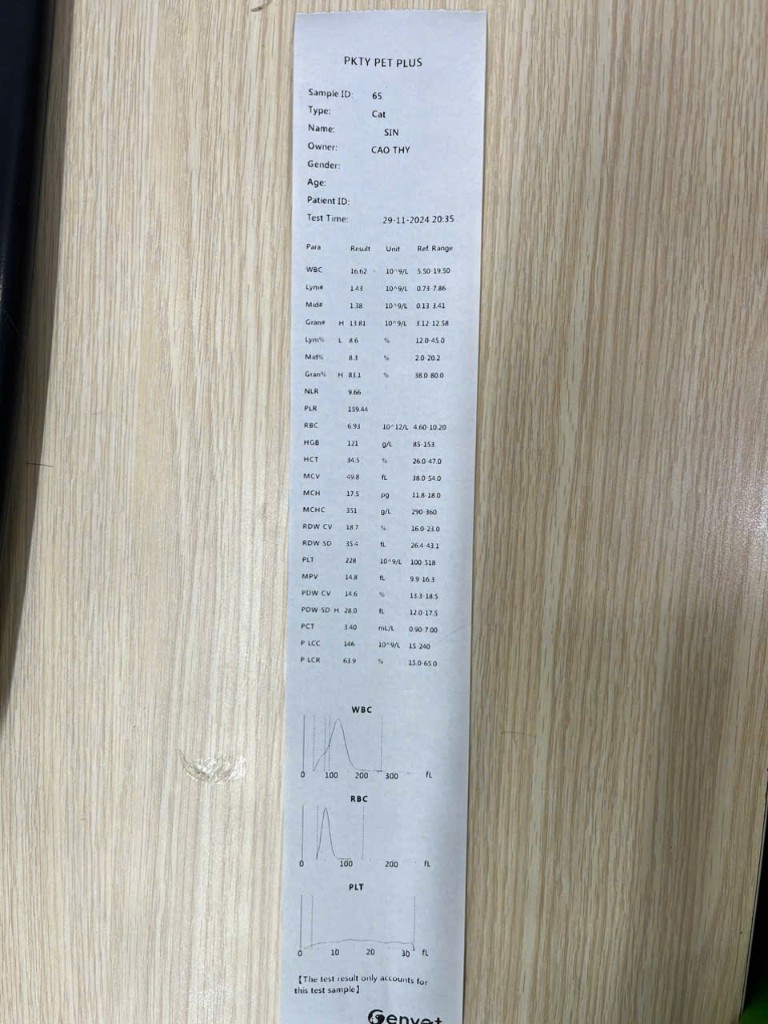 PKTY PET PLUS
Sample ID: 65
Type: Cat
Name: SIN
Owner: CAO THY
Gender:
Age:
Patient ID:
Test Time: 29-11-2024 20:35
Para Result Unit Ref. Range
WBC 16.62 10^9/L 5.50-19.50
Lym# 1.43 10^9/L 0.73-7.86
Mid# 1.38 10^9/L 0.13-3.41
Gran# H 13.81 10^9/L 3.12-12.58
Lym% L 8.6 % 12.0-45.0
Mid% 8.3 % 2.0-20.2
Gran% H 83.1 % 38.0-80.0
NLR 9.66
PLR 159.44
RBC 6.93 10^12/L 4.60-10.20
HGB 121 g/L 85-153
HCT 34.5 % 26.0-47.0
MCV 49.8 fL 38.0-54.0
MCH 17.5 pg 11.8-18.0
MCHC 351 g/L 290-360
RDW CV 18.7 % 16.0-23.0
RDW SD 35.4 fL 26.4-43.1
PLT 228 10^9/L 100-518
MPV 14.8 fL 9.9-16.3
PDW CV 14.6 % 13.3-18.5
PDW SD H 28.0 fL 12.0-17.5
PCT 3.40 mL/L 0.90-7.00
P LCC 146 10^9/L 15-240
P LCR 63.9 % 15.0-65.0
WBC
0 100 200 300 fL
RBC
0 100 200 fL
PLT
0 10 20 30 fL
【The test result only accounts for
this test sample】
Genvet